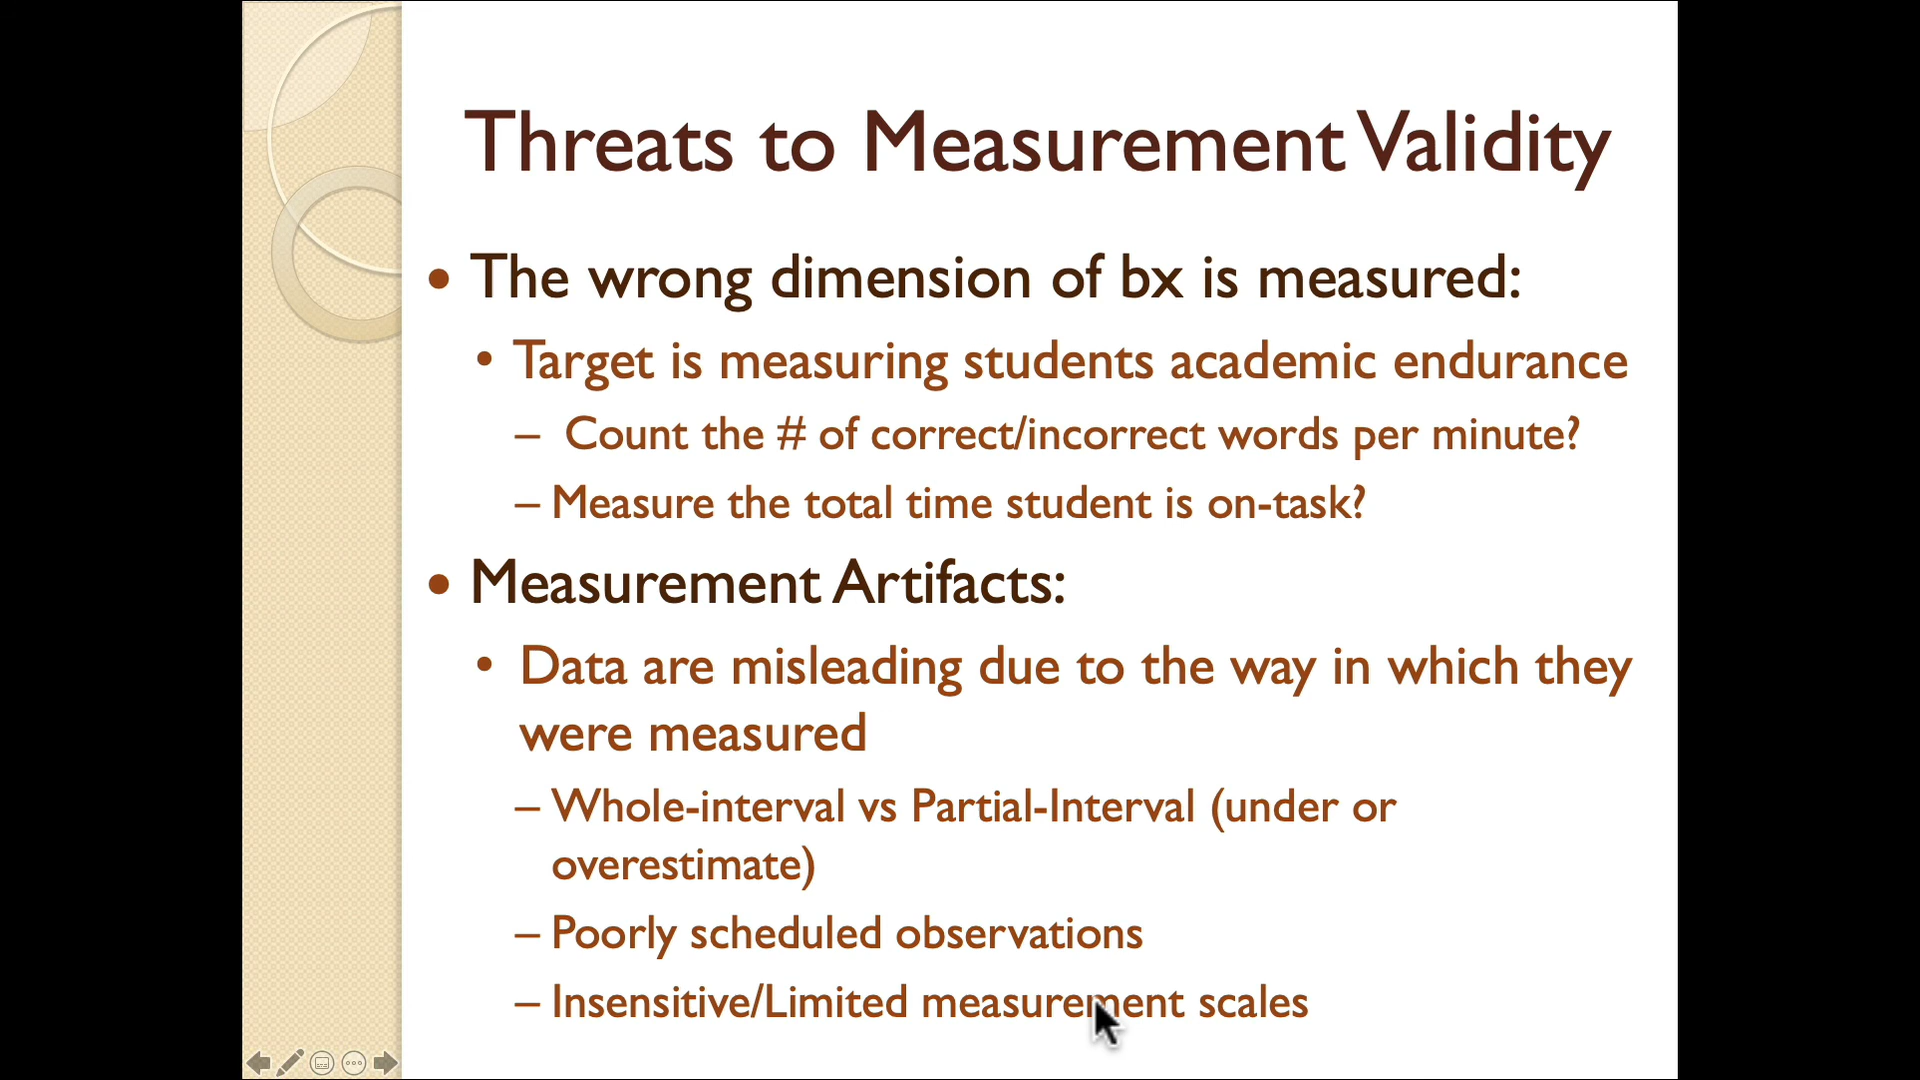 Threats to Measurement Validity
• The wrong dimension of bx is measured:
• Target is measuring students academic endurance
– Count the # of correct/incorrect words per minute?
– Measure the total time student is on-task?
• Measurement Artifacts:
• Data are misleading due to the way in which they
were measured
– Whole-interval vs Partial-Interval (under or
overestimate)
– Poorly scheduled observations
– Insensitive/Limited measurement scales